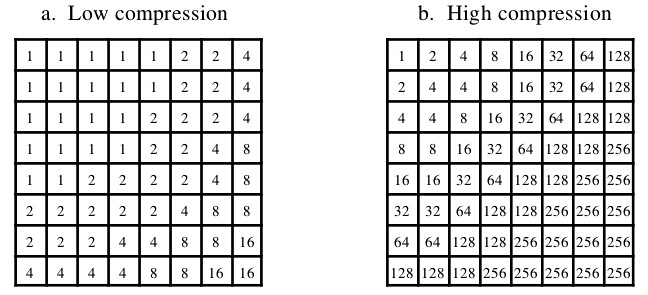 a. Low compression
1 1 1 1 1 2 2 4
1 1 1 1 1 2 2 4
1 1 1 1 2 2 2 4
1 1 1 1 2 2 4 8
1 1 2 2 2 2 4 8
2 2 2 2 2 4 8 8
2 2 2 4 4 8 8 16
4 4 4 4 8 8 16 16
b. High compression
1 2 4 8 16 32 64 128
2 4 4 8 16 32 64 128
4 4 8 16 32 64 128 128
8 8 16 32 64 128 128 256
16 16 32 64 128 128 256 256
32 32 64 128 128 256 256 256
64 64 128 128 256 256 256 256
128 128 128 256 256 256 256 256